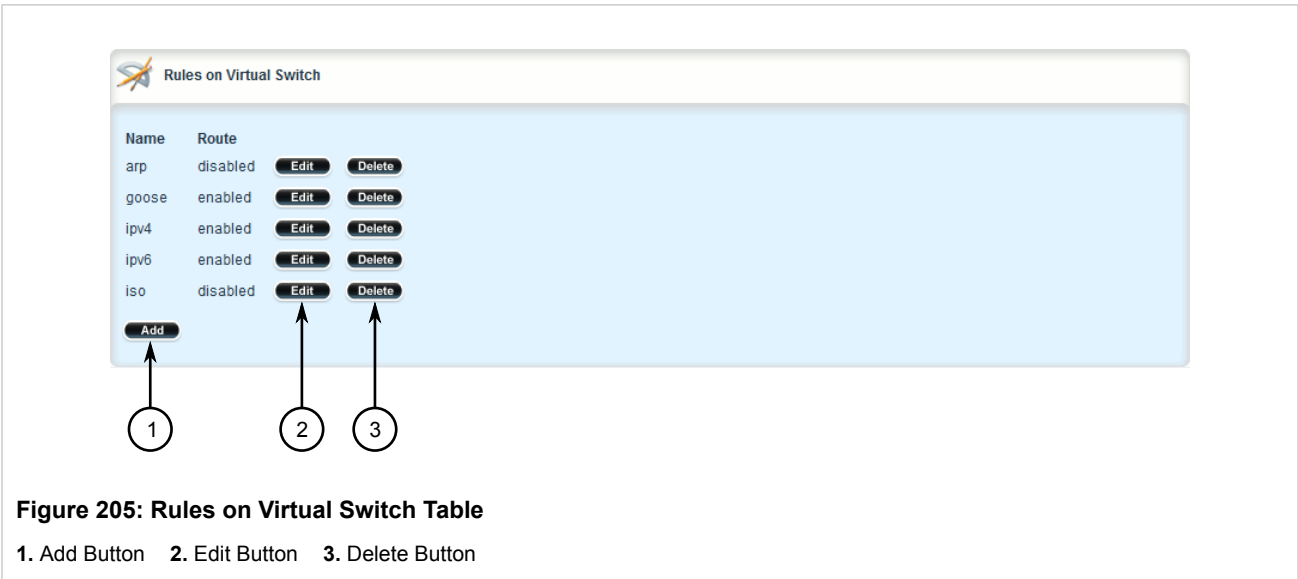 Rules on Virtual Switch
Name Route
arp disabled Edit Delete
goose enabled Edit Delete
ipv4 enabled Edit Delete
ipv6 enabled Edit Delete
iso disabled Edit Delete
Add
1 2 3
Figure 205: Rules on Virtual Switch Table
1. Add Button 2. Edit Button 3. Delete Button